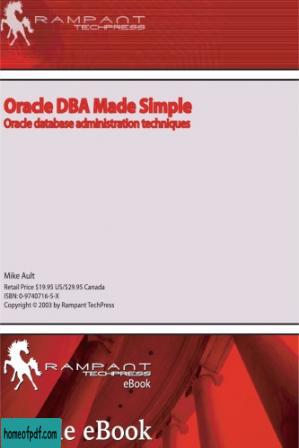 RAMPANT
TECHPRESS
Oracle DBA Made Simple
Oracle database administration techniques
Mike Ault
Retail Price $19.95 US/$29.95 Canada
ISBN: 0-9740716-5-X
Copyright © 2003 by Rampant TechPress
RAMPANT
TECHPRESS
eBook
homeofpdf.com
le eBook